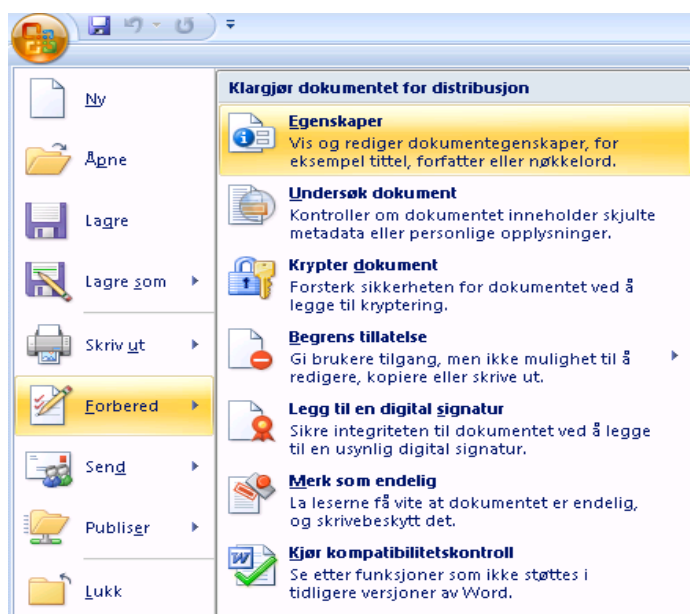 Ny
Åpne
Lagre
Lagre som
Skriv ut
Forbered
Send
Publiser
Lukk
Klargjør dokumentet for distribusjon
Egenskaper
Vis og rediger dokumentegenskaper, for
eksempel tittel, forfatter eller nøkkelord.
Undersøk dokument
Kontroller om dokumentet inneholder skjulte
metadata eller personlige opplysninger.
Krypter dokument
Forsterk sikkerheten for dokumentet ved å
legge til kryptering.
Begrens tillatelse
Gi brukere tilgang, men ikke mulighet til å
redigere, kopiere eller skrive ut.
Legg til en digital signatur
Sikre integriteten til dokumentet ved å legge
til en usynlig digital signatur.
Merk som endelig
La leserne få vite at dokumentet er endelig,
og skrivebeskytt det.
Kjør kompatibilitetskontroll
Se etter funksjoner som ikke støttes i
tidligere versjoner av Word.